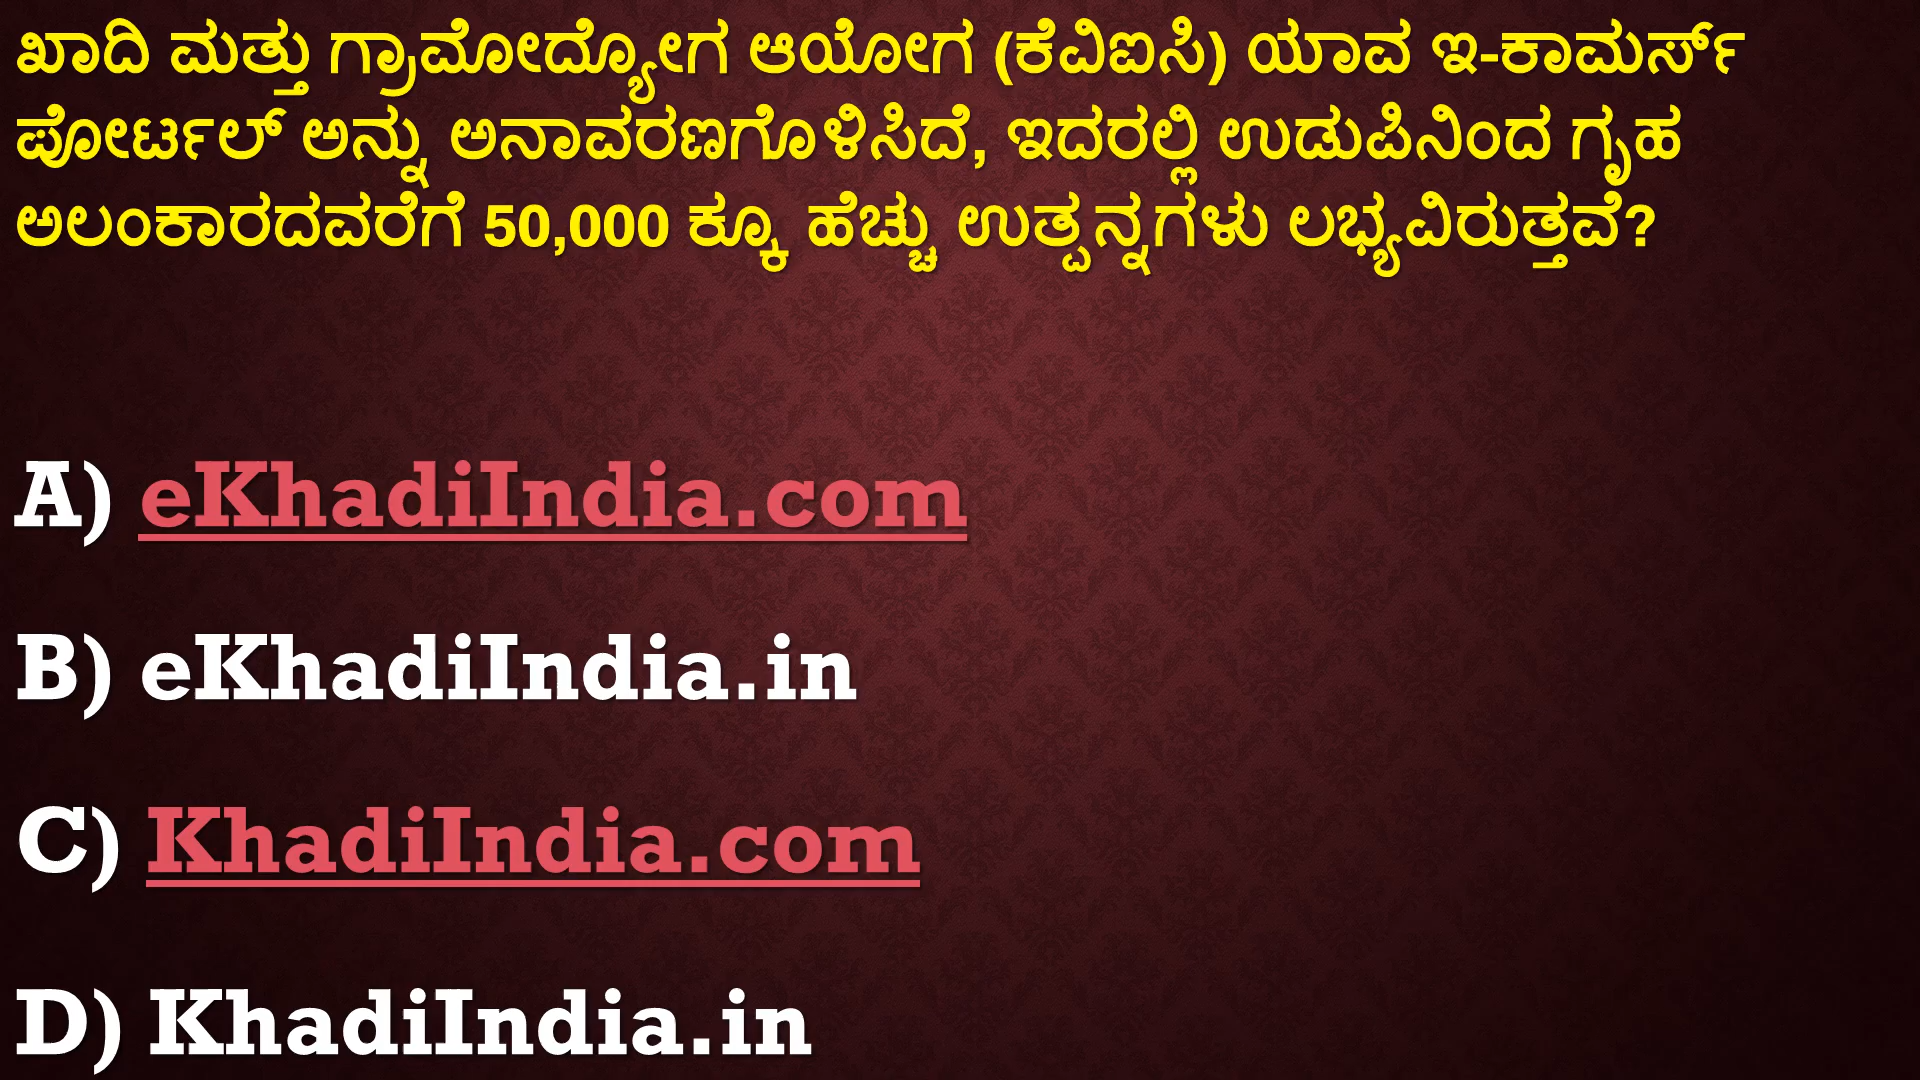 ಖಾದಿ ಮತ್ತು ಗ್ರಾಮೋದ್ಯೋಗ ಆಯೋಗ (ಕೆವಿಐಸಿ) ಯಾವ ಇ-ಕಾಮರ್ಸ್
ಪೋರ್ಟಲ್ ಅನ್ನು ಅನಾವರಣಗೊಳಿಸಿದೆ, ಇದರಲ್ಲಿ ಉಡುಪಿನಿಂದ ಗೃಹ
ಅಲಂಕಾರದವರೆಗೆ 50,000 ಕ್ಕೂ ಹೆಚ್ಚು ಉತ್ಪನ್ನಗಳು ಲಭ್ಯವಿರುತ್ತವೆ?
A) eKhadiIndia.com
B) eKhadiIndia.in
C) KhadiIndia.com
D) KhadiIndia.in